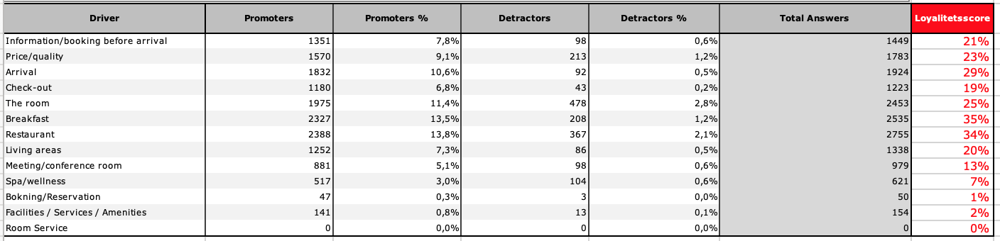 Driver Promoters Promoters % Detractors Detractors % Total Answers Loyalitetsscore
Information/booking before arrival 1351 7,8% 98 0,6% 1449 21%
Price/quality 1570 9,1% 213 1,2% 1783 23%
Arrival 1832 10,6% 92 0,5% 1924 29%
Check-out 1180 6,8% 43 0,2% 1223 19%
The room 1975 11,4% 478 2,8% 2453 25%
Breakfast 2327 13,5% 208 1,2% 2535 35%
Restaurant 2388 13,8% 367 2,1% 2755 34%
Living areas 1252 7,3% 86 0,5% 1338 20%
Meeting/conference room 881 5,1% 98 0,6% 979 13%
Spa/wellness 517 3,0% 104 0,6% 621 7%
Bokning/Reservation 47 0,3% 3 0,0% 50 1%
Facilities / Services / Amenities 141 0,8% 13 0,1% 154 2%
Room Service 0 0,0% 0 0,0% 0 0%